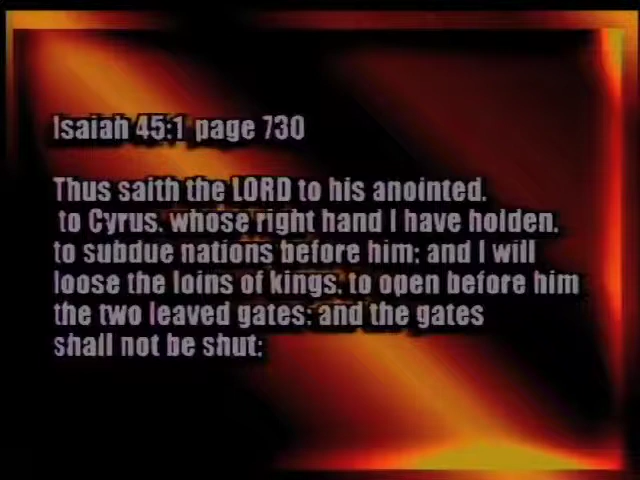 Isaiah 45:1 page 730
Thus saith the LORD to his anointed,
to Cyrus, whose right hand I have holden,
to subdue nations before him; and I will
loose the loins of kings, to open before him
the two leaved gates; and the gates
shall not be shut;